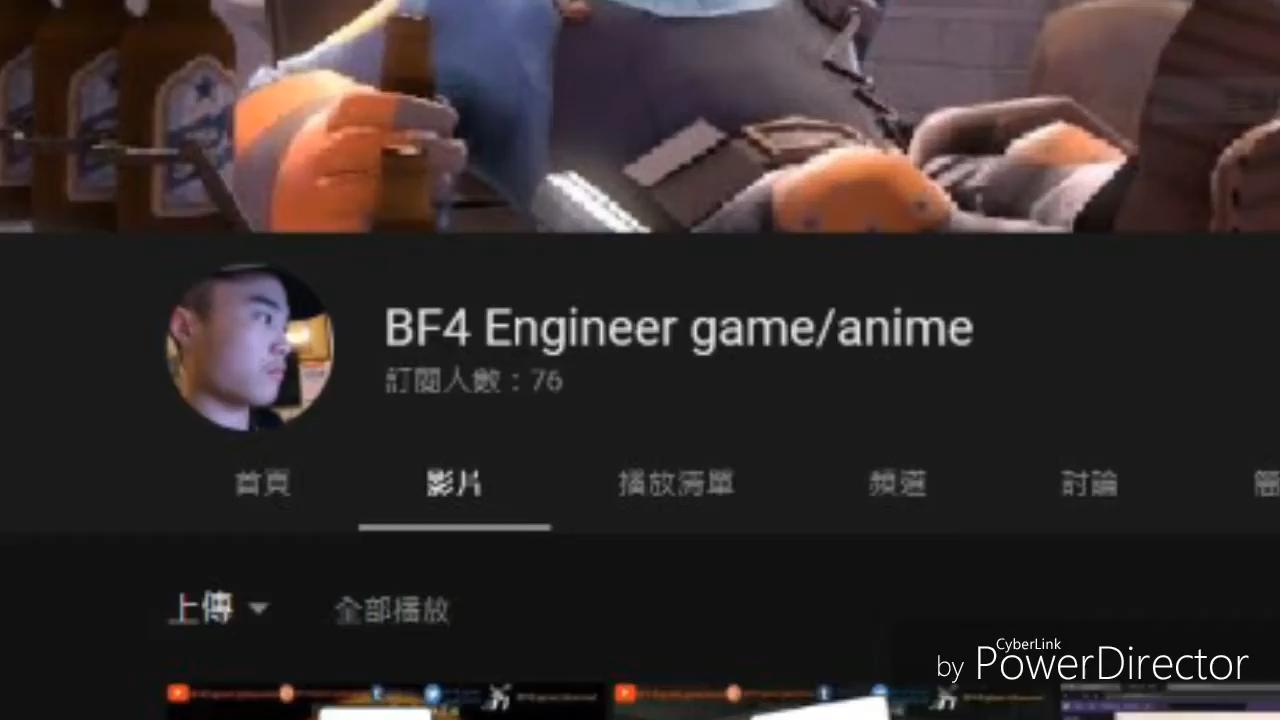 BF4 Engineer game/anime
訂閱人數：76
首頁 影片 播放清單 頻道 討論 簡
上傳 全部播放
CyberLink
by PowerDirector